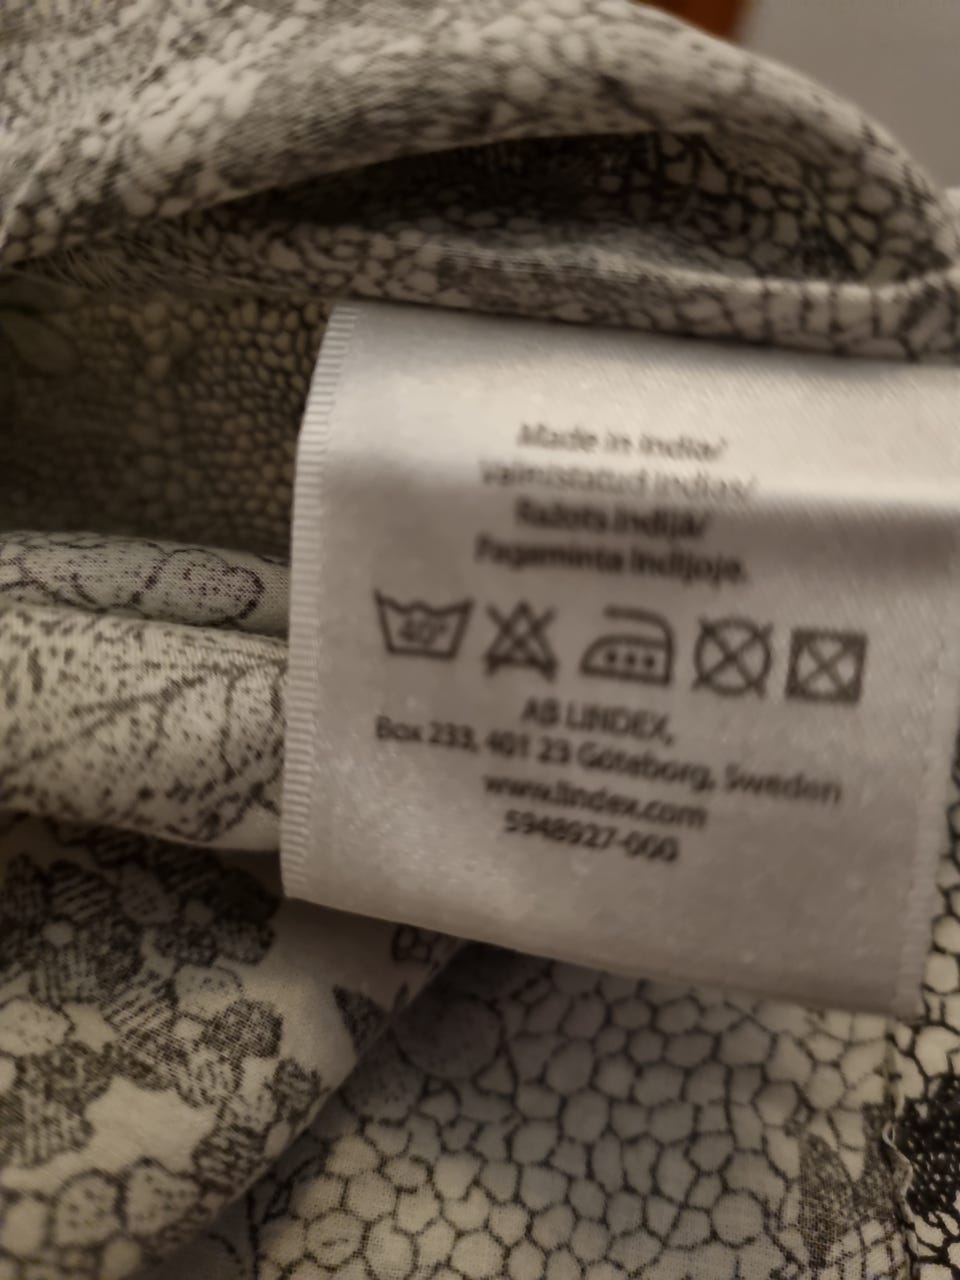 Made in India/
Valmistatud Indias/
Ražots Indijā/
Pagaminta Indijoje.
40°
AB LINDEX,
Box 233, 401 23 Göteborg, Sweden
www.lindex.com
5948927-000